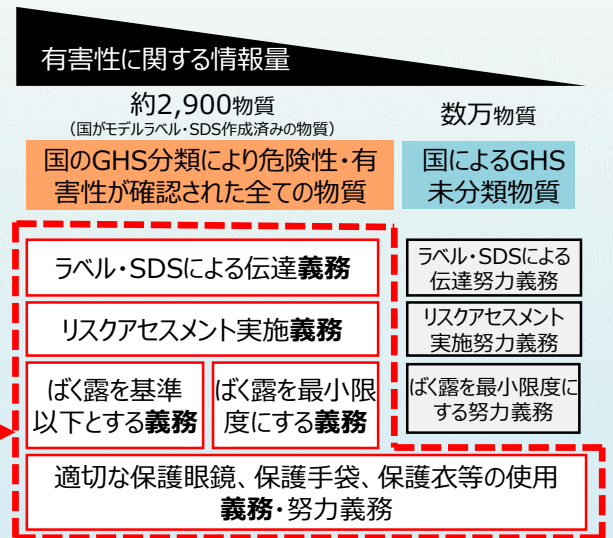 有害性に関する情報量
約2,900物質
(国がモデルラベル・SDS作成済みの物質)
国のGHS分類により危険性・有
害性が確認された全ての物質
数万物質
国によるGHS
未分類物質
ラベル・SDSによる伝達義務
リスクアセスメント実施義務
ばく露を基準
以下とする義務
ばく露を最小限
度にする義務
ラベル・SDSによる
伝達努力義務
リスクアセスメント
実施努力義務
ばく露を最小限度に
する努力義務
適切な保護眼鏡、保護手袋、保護衣等の使用
義務・努力義務